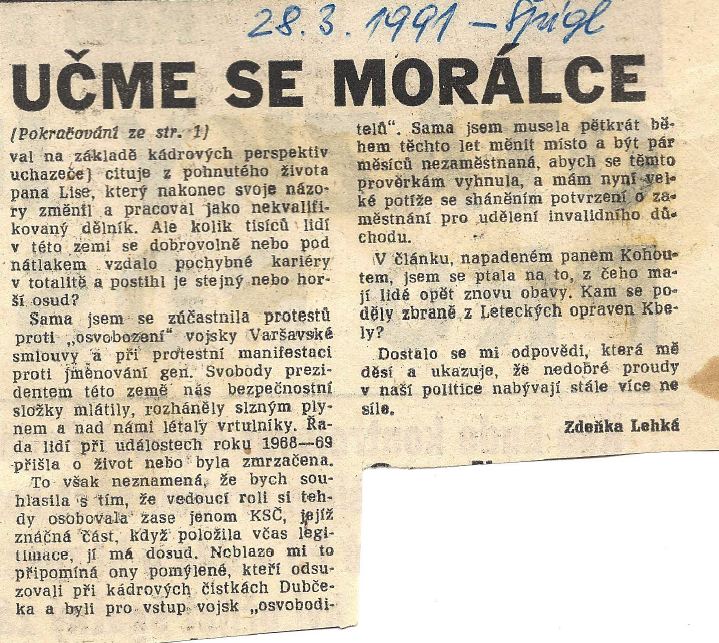 28.3.1991 – Špígl
UČME SE MORÁLCE
(Pokračování ze str. 1)
val na základě kádrových perspektiv
uchazeče) cituje z pohnutého života
pana Lise, který nakonec svoje názo-
ry změnil a pracoval jako nekvalifi-
kovaný dělník. Ale kolik tisíců lidí
v této zemi se dobrovolně nebo pod
nátlakem vzdalo pochybné kariéry
v totalitě a postihl je stejný nebo hor-
ší osud?
Sama jsem se zúčastnila protestů
proti „osvobození" vojsky Varšavské
smlouvy a při protestní manifestaci
proti jmenování gen. Svobody prezi-
dentem této země nás bezpečnostní
složky mlátily, rozháněly slzným ply-
nem a nad námi létaly vrtulníky. Řa-
da lidí při událostech roku 1968—69
přišla o život nebo byla zmrzačena.
To však neznamená, že bych sou-
hlasila s tím, že vedoucí roli si teh-
dy osobovala zase jenom KSČ, jejíž
značná část, když položila včas legi-
timace, jí má dosud. Neblaze mi to
připomíná ony pomýlené, kteří odsu-
zovali při kádrových čistkách Dubče-
ka a byli pro vstup vojsk „osvobodi-
telů". Sama jsem musela pětkrát bě-
hem těchto let měnit místo a být pár
měsíců nezaměstnaná, abych se těmto
prověrkám vyhnula, a mám nyní vel-
ké potíže se sháněním potvrzení o za-
městnání pro udělení invalidního dů-
chodu.
V článku, napadeném panem Kohou-
tem, jsem se ptala na to, z čeho ma-
jí lidé opět znovu obavy. Kam se po-
děly zbraně z Leteckých opraven Kbe-
ly?
Dostalo se mi odpovědi, která mě
děsí a ukazuje, že nedobré proudy
v naší politice nabývají stále více ne
síle.
Zdeňka Lehká